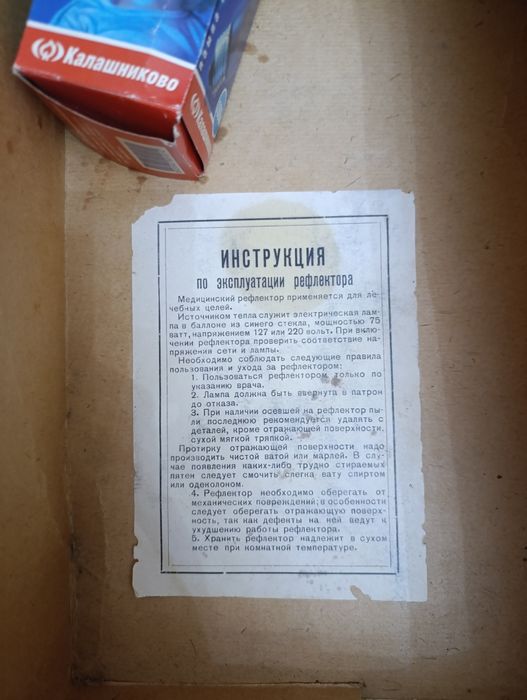 Калашниково
ИНСТРУКЦИЯ
по эксплуатации рефлектора
Медицинский рефлектор применяется для ле-
чебных целей.
Источником тепла служит электрическая лам-
па в баллоне из синего стекла, мощностью 75
ватт, напряжением 127 или 220 вольт. При вклю-
чении рефлектора проверить соответствие нап-
ряжения сети и лампы.
Необходимо соблюдать следующие правила
пользования и ухода за рефлектором:
1. Пользоваться рефлектором только по
указанию врача.
2. Лампа должна быть ввернута в патрон
до отказа.
3. При наличии осевшей на рефлектор пы-
ли последнюю рекомендуется удалять с
деталей, кроме отражающей поверхности,
сухой мягкой тряпкой.
Протирку отражающей поверхности надо
производить чистой ватой или марлей. В слу-
чае появления каких-либо трудно стираемых
пятен следует смочить слегка вату спиртом
или одеколоном.
4. Рефлектор необходимо оберегать от
механических повреждений; в особенности
следует оберегать отражающую поверх-
ность, так как дефенты на ней ведут к
ухудшению работы рефлектора.
5. Хранить рефлектор надлежит в сухом
месте при комнатной температуре.